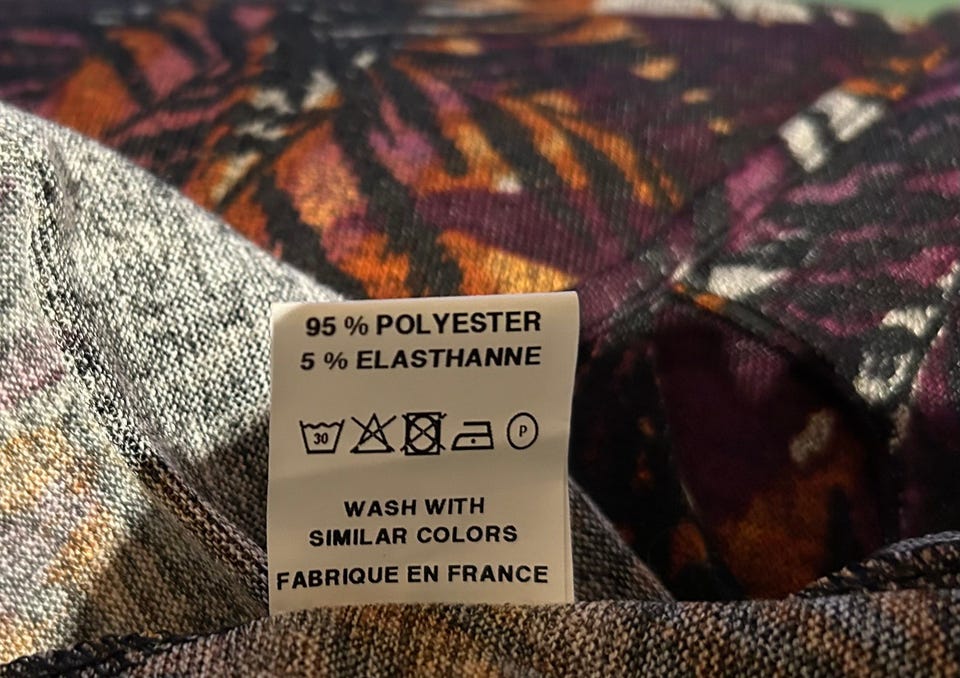 95 % POLYESTER
5 % ELASTHANNE
30 P
WASH WITH
SIMILAR COLORS
FABRIQUE EN FRANCE